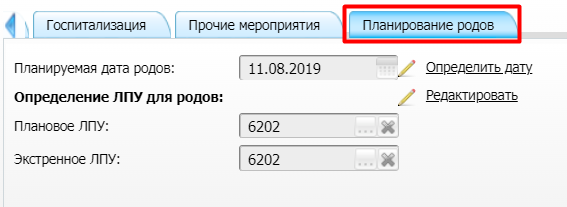 Госпитализация Прочие мероприятия Планирование родов
Планируемая дата родов: 11.08.2019 Определить дату
Определение ЛПУ для родов: Редактировать
Плановое ЛПУ: 6202 ...
Экстренное ЛПУ: 6202 ...